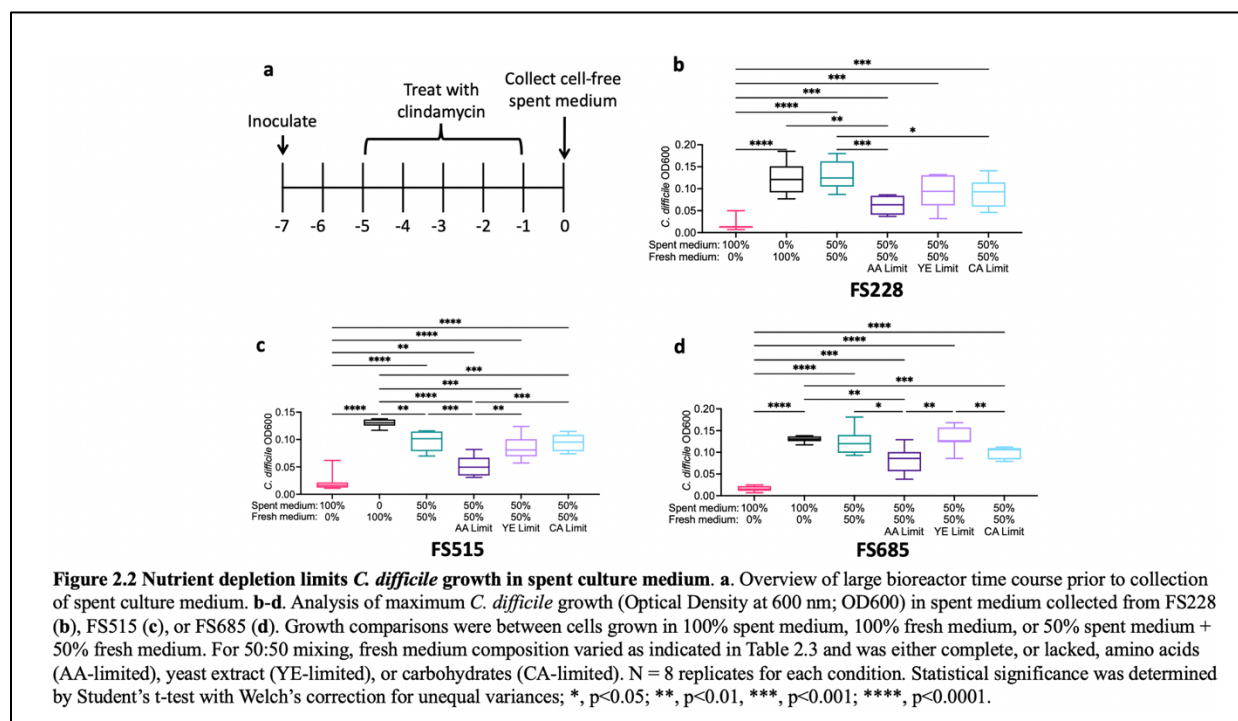 a
Inoculate
Treat with
clindamycin
Collect cell-free
spent medium
-7 -6 -5 -4 -3 -2 -1 0
b
***
***
***
****
**
*
****
***
C. difficile OD600
0.20
0.15
0.10
0.05
0.00
Spent medium: 100% 0% 50% 50% 50% 50%
Fresh medium: 0% 100% 50% 50% 50% 50%
AA Limit YE Limit CA Limit
FS228
c
****
****
**
****
***
***
****
***
****
**
***
**
C. difficile OD600
0.15
0.10
0.05
0.00
Spent medium: 100% 0 50% 50% 50% 50%
Fresh medium: 0% 100% 50% 50% 50% 50%
AA Limit YE Limit CA Limit
FS515
d
****
****
***
****
***
**
****
*
**
**
C. difficile OD600
0.20
0.15
0.10
0.05
0.00
Spent medium: 100% 100% 50% 50% 50% 50%
Fresh medium: 0% 0% 50% 50% 50% 50%
AA Limit YE Limit CA Limit
FS685
Figure 2.2 Nutrient depletion limits C. difficile growth in spent culture medium. a. Overview of large bioreactor time course prior to collection
of spent culture medium. b-d. Analysis of maximum C. difficile growth (Optical Density at 600 nm; OD600) in spent medium collected from FS228
(b), FS515 (c), or FS685 (d). Growth comparisons were between cells grown in 100% spent medium, 100% fresh medium, or 50% spent medium +
50% fresh medium. For 50:50 mixing, fresh medium composition varied as indicated in Table 2.3 and was either complete, or lacked, amino acids
(AA-limited), yeast extract (YE-limited), or carbohydrates (CA-limited). N = 8 replicates for each condition. Statistical significance was determined
by Student's t-test with Welch's correction for unequal variances; *, p<0.05; **, p<0.01, ***, p<0.001; ****, p<0.0001.